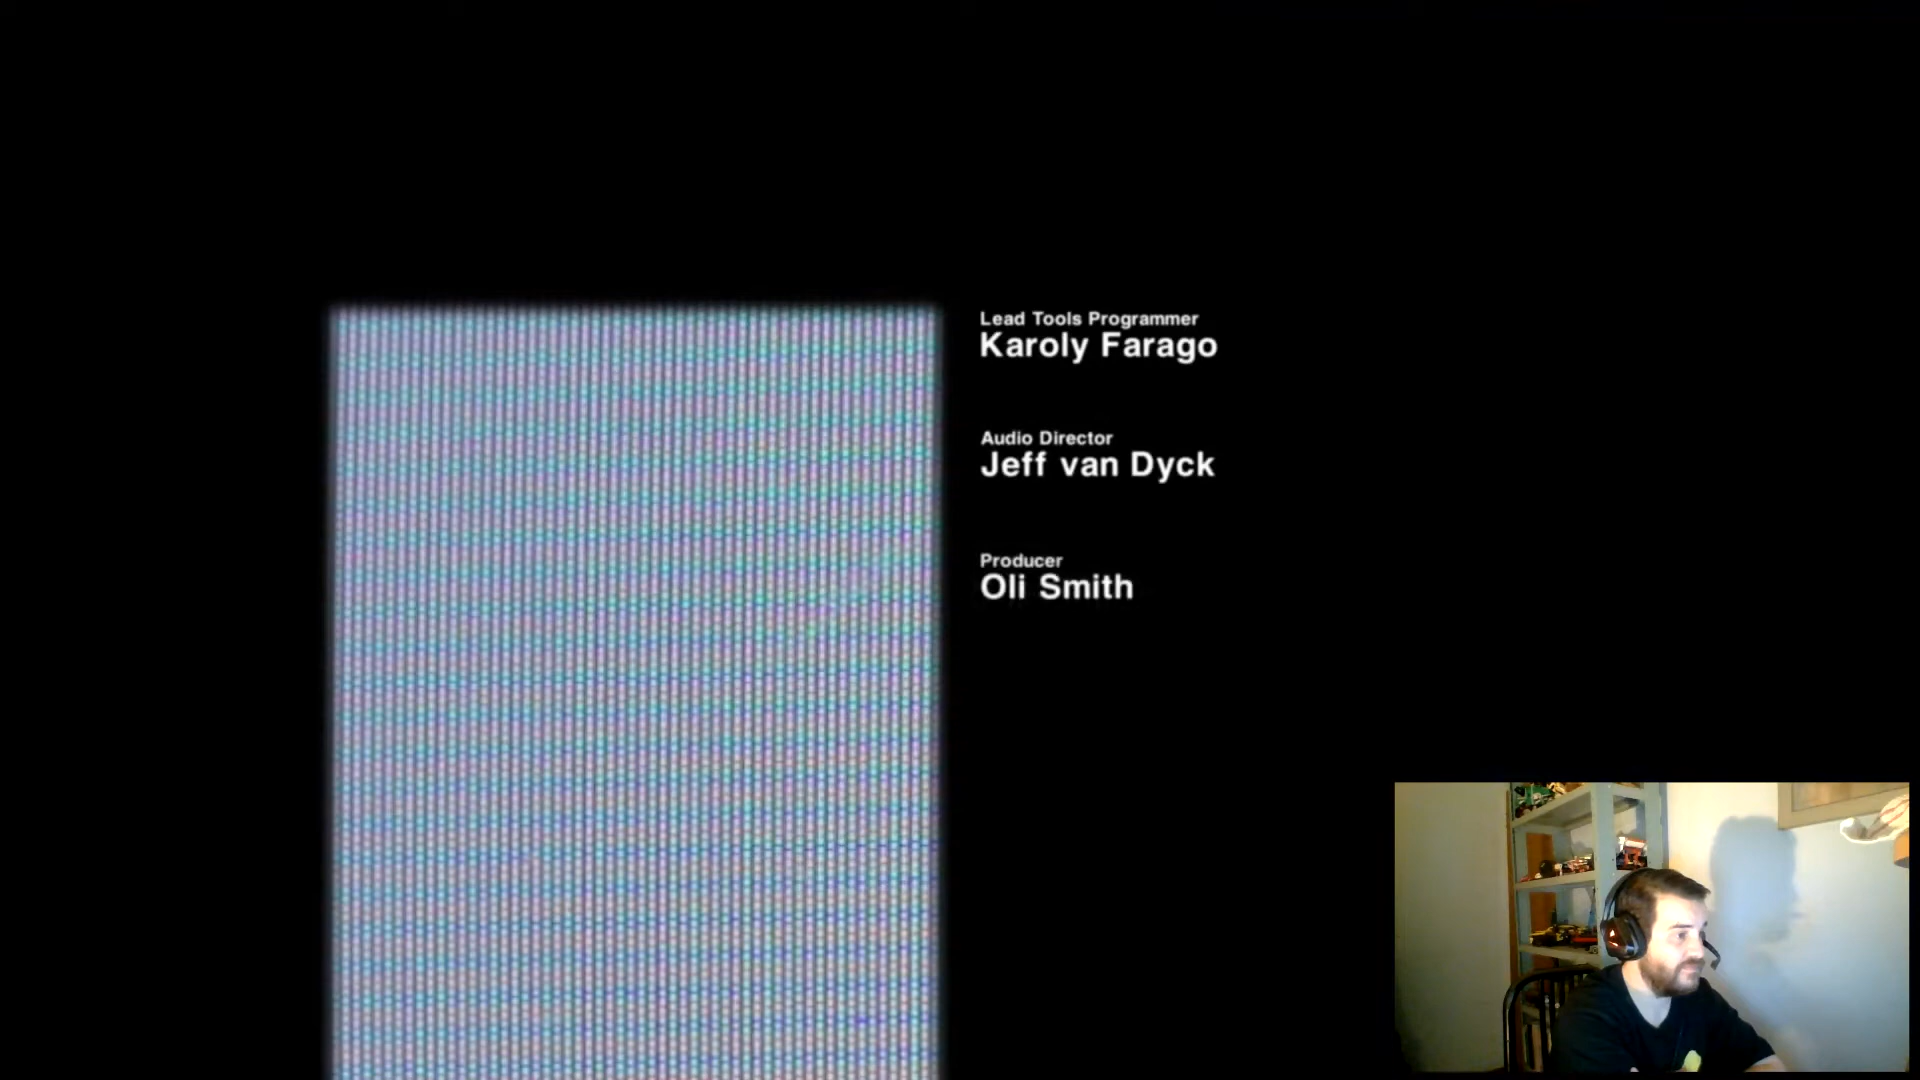 Lead Tools Programmer
Karoly Farago
Audio Director
Jeff van Dyck
Producer
Oli Smith